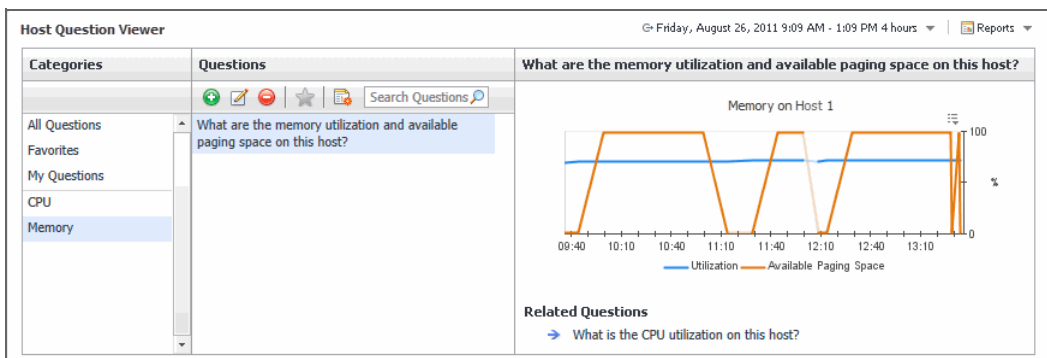 Host Question Viewer
Friday, August 26, 2011 9:09 AM - 1:09 PM 4 hours
Reports
Categories
Questions
What are the memory utilization and available paging space on this host?
Search Questions
All Questions
Favorites
My Questions
CPU
Memory
What are the memory utilization and available
paging space on this host?
Memory on Host 1
100
%
0
09:40 10:10 10:40 11:10 11:40 12:10 12:40 13:10
Utilization Available Paging Space
Related Questions
What is the CPU utilization on this host?